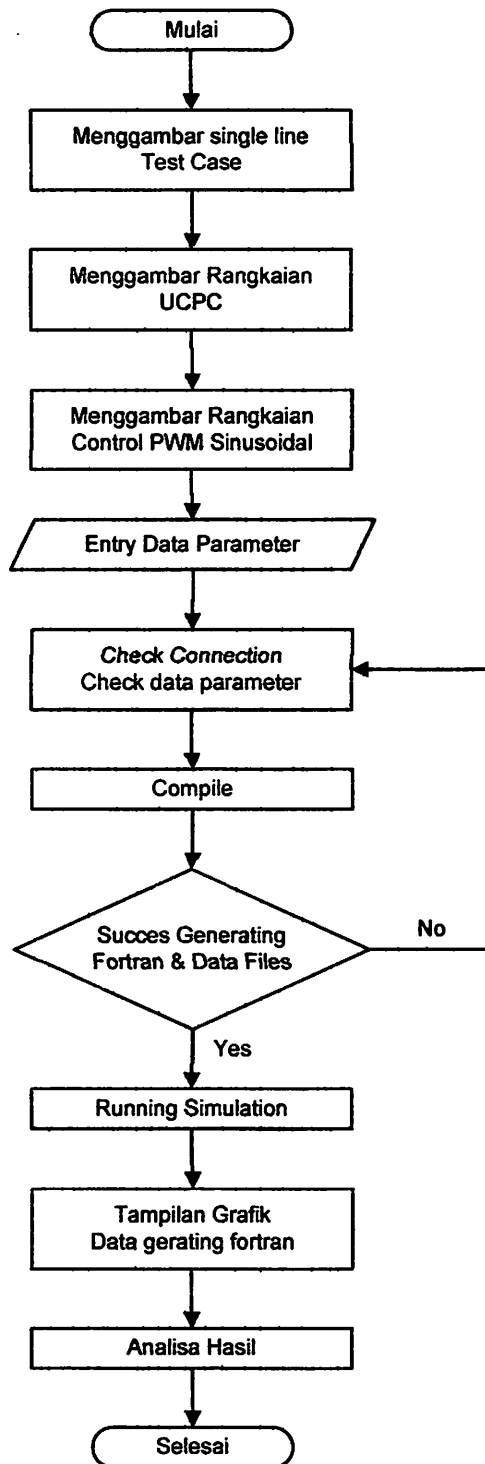 Mulai
Menggambar single line
Test Case
Menggambar Rangkaian
UCPC
Menggambar Rangkaian
Control PWM Sinusoidal
Entry Data Parameter
Check Connection
Check data parameter
Compile
Succes Generating
Fortran & Data Files
No
Yes
Running Simulation
Tampilan Grafik
Data gerating fortran
Analisa Hasil
Selesai